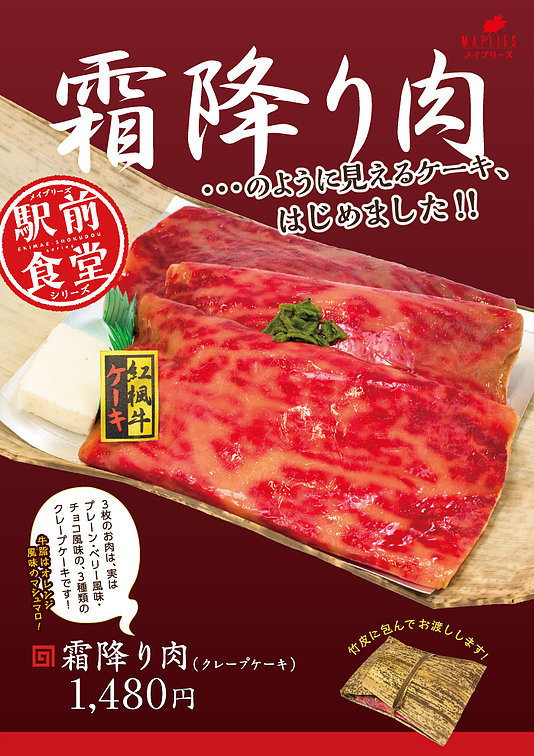 MAPLIES
メイプリーズ
霜降り肉
・・・のように見えるケーキ、
はじめました!!
メイプリーズ
駅前
EKIMAE-SHOKUDOU
series
食堂
シリーズ
紅楓牛
ケーキ
3枚のお肉は、実は
プレーン・ベリー風味・
チョコ風味の、3種類の
クレープケーキです!
牛脂はオレンジ
風味のマシュマロ!
霜降り肉(クレープケーキ)
1,480円
竹皮に包んでお渡しします!